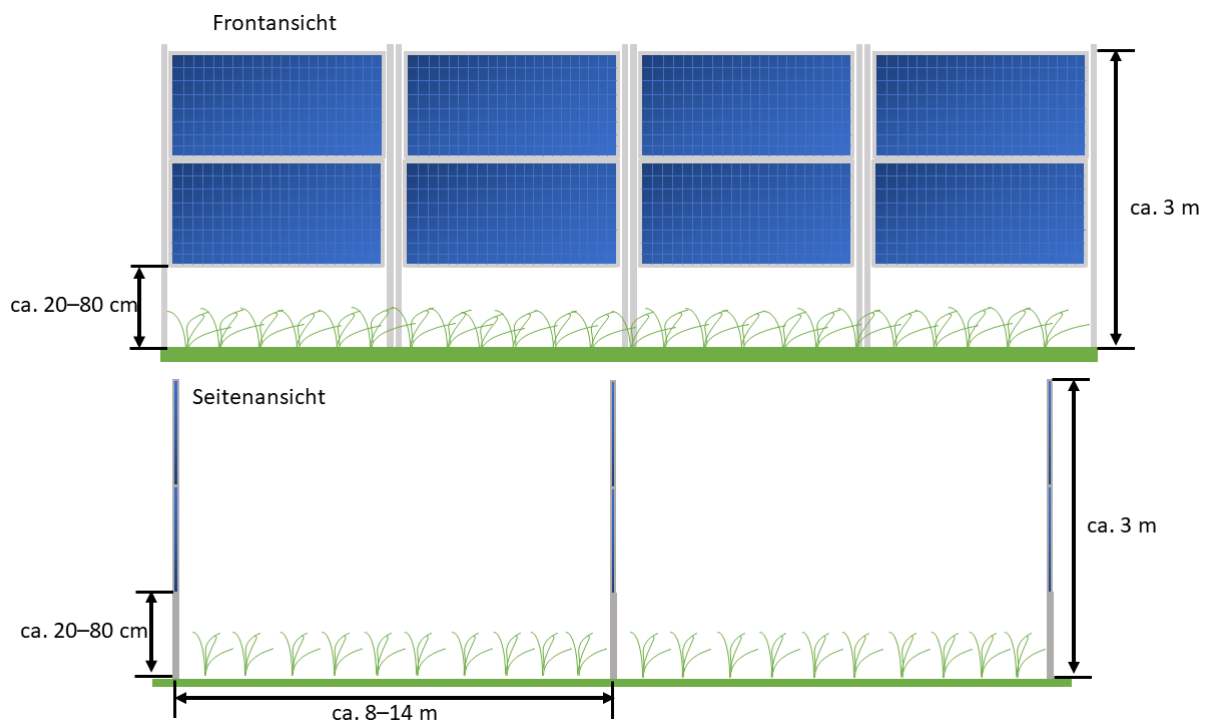 Frontansicht
ca. 3 m
ca. 20–80 cm
Seitenansicht
ca. 3 m
ca. 20–80 cm
ca. 8–14 m